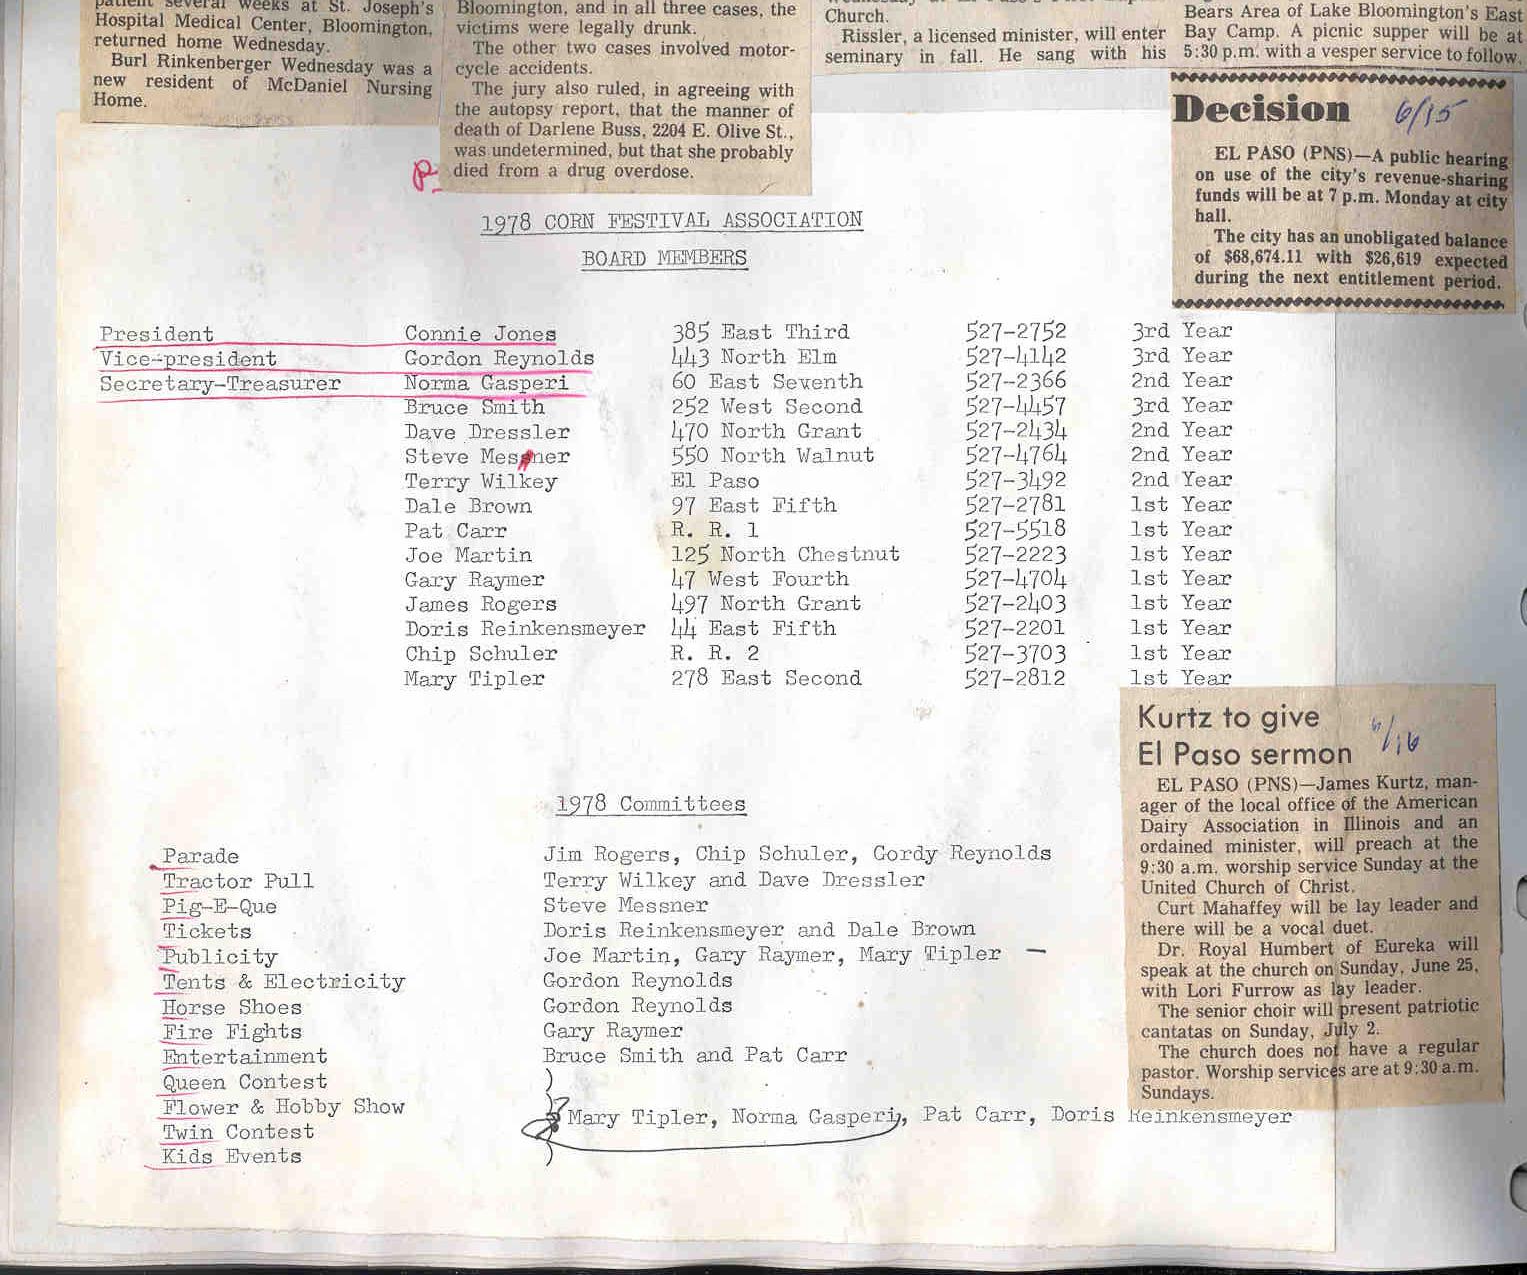 patient several weeks at St. Joseph's
Hospital Medical Center, Bloomington,
returned home Wednesday.
Burl Rinkenberger Wednesday was a
new resident of McDaniel Nursing
Home.
Bloomington, and in all three cases, the
victims were legally drunk.
The other two cases involved motor-
cycle accidents.
The jury also ruled, in agreeing with
the autopsy report, that the manner of
death of Darlene Buss, 2204 E. Olive St.,
was undetermined, but that she probably
died from a drug overdose.
Church.
Rissler, a licensed minister, will enter
seminary in fall. He sang with his
Bears Area of Lake Bloomington's East
Bay Camp. A picnic supper will be at
5:30 p.m. with a vesper service to follow.
Decision 6/15
EL PASO (PNS)—A public hearing
on use of the city's revenue-sharing
funds will be at 7 p.m. Monday at city
hall.
The city has an unobligated balance
of $68,674.11 with $26,619 expected
during the next entitlement period.
1978 CORN FESTIVAL ASSOCIATION
BOARD MEMBERS
President Connie Jones 385 East Third 527-2752 3rd Year
Vice-president Gordon Reynolds 443 North Elm 527-4142 3rd Year
Secretary-Treasurer Norma Gasperi 60 East Seventh 527-2366 2nd Year
Bruce Smith 252 West Second 527-4457 3rd Year
Dave Dressler 470 North Grant 527-2434 2nd Year
Steve Messner 550 North Walnut 527-4764 2nd Year
Terry Wilkey El Paso 527-3492 2nd Year
Dale Brown 97 East Fifth 527-2781 1st Year
Pat Carr R. R. 1 527-5518 1st Year
Joe Martin 125 North Chestnut 527-2223 1st Year
Gary Raymer 47 West Fourth 527-4704 1st Year
James Rogers 497 North Grant 527-2403 1st Year
Doris Reinkensmeyer 44 East Fifth 527-2201 1st Year
Chip Schuler R. R. 2 527-3703 1st Year
Mary Tipler 278 East Second 527-2812 1st Year
1978 Committees
Parade Jim Rogers, Chip Schuler, Gordy Reynolds
Tractor Pull Terry Wilkey and Dave Dressler
Pig-E-Que Steve Messner
Tickets Doris Reinkensmeyer and Dale Brown
Publicity Joe Martin, Gary Raymer, Mary Tipler —
Tents & Electricity Gordon Reynolds
Horse Shoes Gordon Reynolds
Fire Fights Gary Raymer
Entertainment Bruce Smith and Pat Carr
Queen Contest
Flower & Hobby Show
Mary Tipler, Norma Gasperi, Pat Carr, Doris Reinkensmeyer
Twin Contest
Kids Events
Kurtz to give
El Paso sermon 6/16
EL PASO (PNS)—James Kurtz, man-
ager of the local office of the American
Dairy Association in Illinois and an
ordained minister, will preach at the
9:30 a.m. worship service Sunday at the
United Church of Christ.
Curt Mahaffey will be lay leader and
there will be a vocal duet.
Dr. Royal Humbert of Eureka will
speak at the church on Sunday, June 25,
with Lori Furrow as lay leader.
The senior choir will present patriotic
cantatas on Sunday, July 2.
The church does not have a regular
pastor. Worship services are at 9:30 a.m.
Sundays.